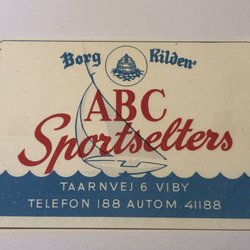 Borg Kilden
ABC
Sportselters
TAARNVEJ 6 VIBY
TELEFON 188 AUTOM. 41188